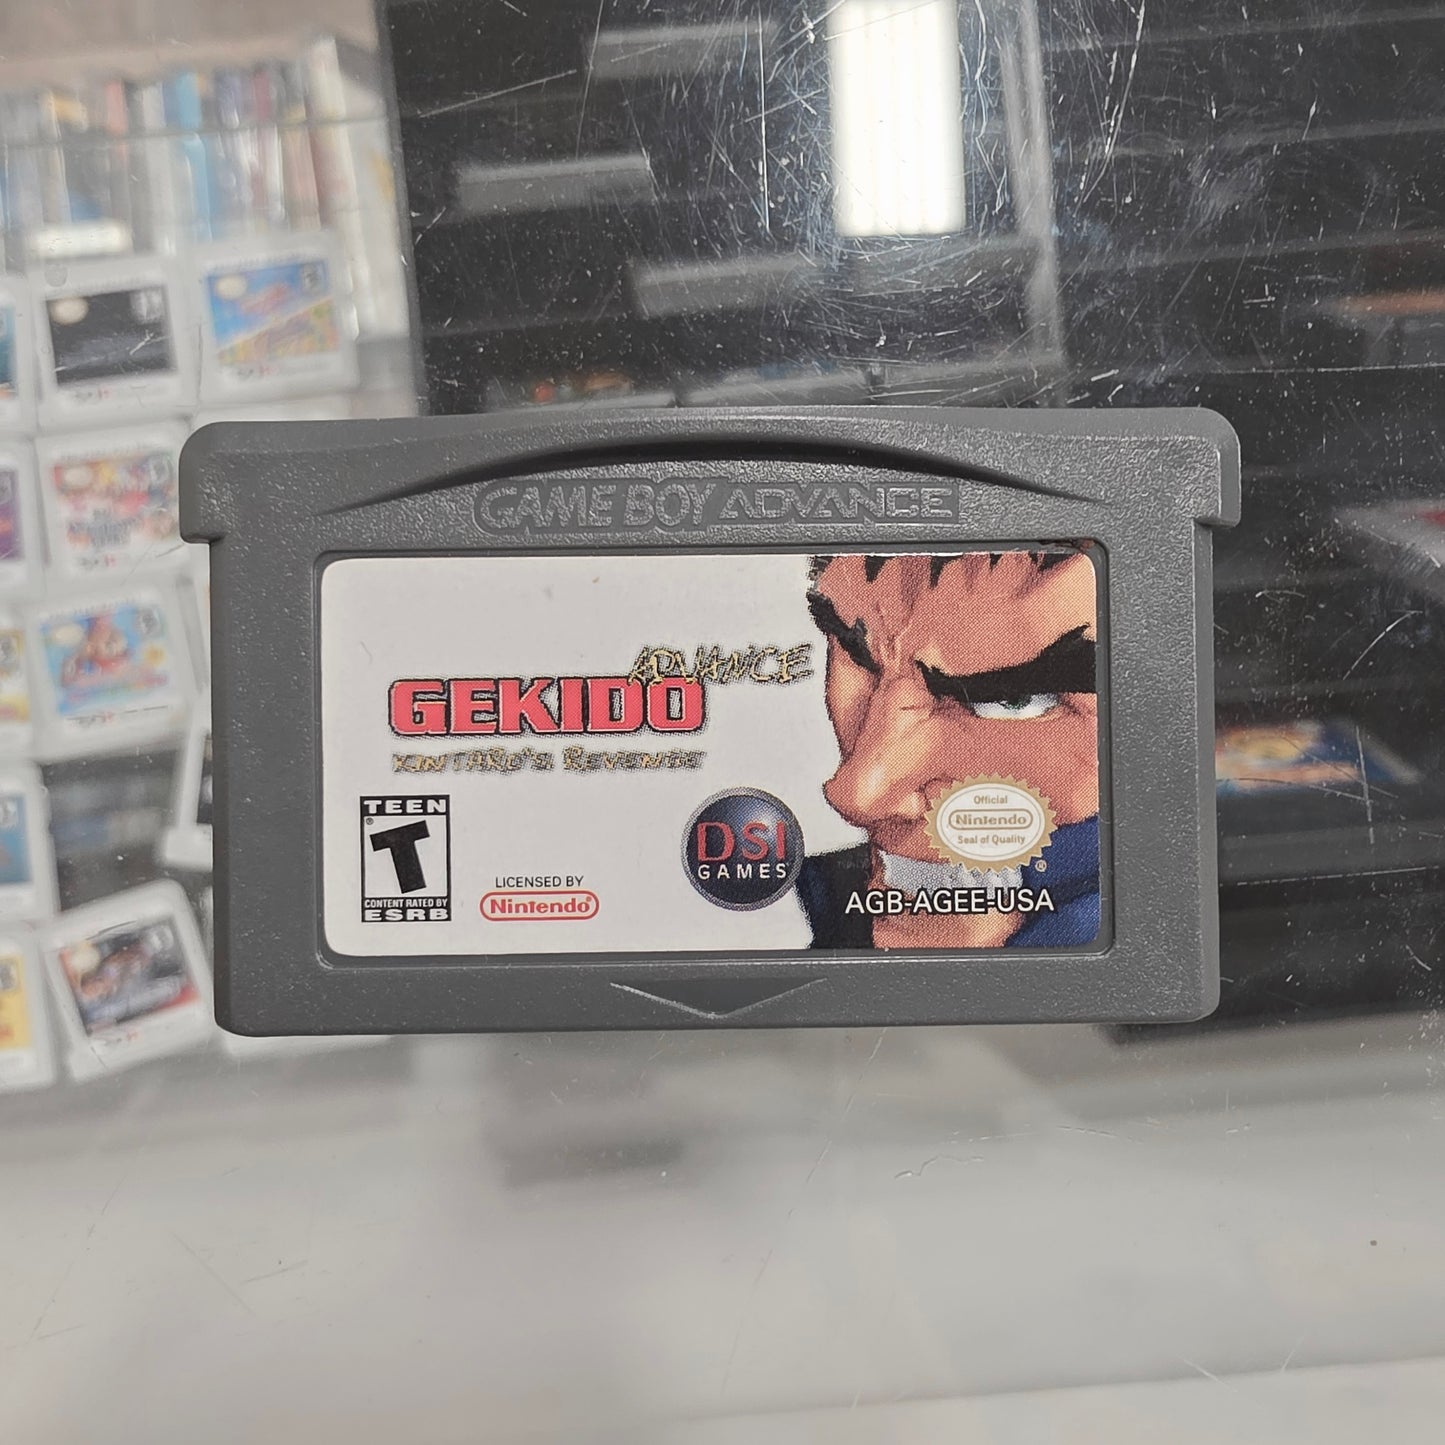 GAME BOY ADVANCE
ADVANCE
GEKIDO
KINTARO'S REVENGE
TEEN
T
®
CONTENT RATED BY
ESRB
LICENSED BY
Nintendo®
DSI
GAMES
Official
Nintendo
Seal of Quality
®
AGB-AGEE-USA